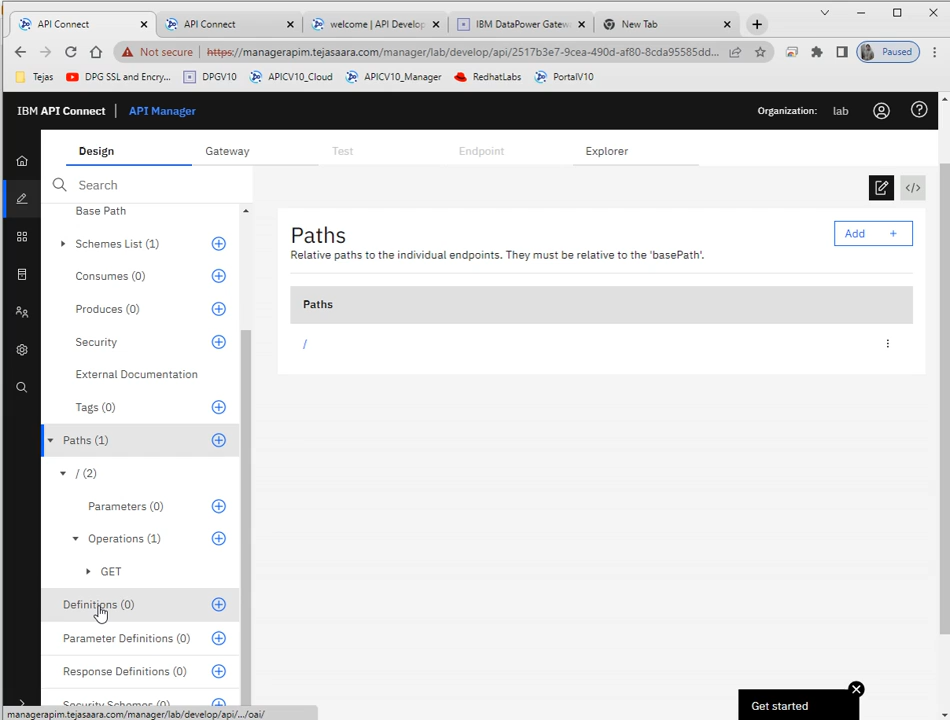 API Connect
API Connect
welcome | API Develop
IBM DataPower Gatew
New Tab
Not secure
https://managerapim.tejasaara.com/manager/lab/develop/api/2517b3e7-9cea-490d-af80-8cda95585dd...
Paused
Tejas
DPG SSL and Encry...
DPGV10
APICV10_Cloud
APICV10_Manager
RedhatLabs
PortalV10
IBM API Connect
API Manager
Organization:
lab
Design
Gateway
Test
Endpoint
Explorer
Search
Base Path
Schemes List (1)
Consumes (0)
Produces (0)
Security
External Documentation
Tags (0)
Paths (1)
/ (2)
Parameters (0)
Operations (1)
GET
Definitions (0)
Parameter Definitions (0)
Response Definitions (0)
Security Schemes (0)
Paths
Relative paths to the individual endpoints. They must be relative to the 'basePath'.
Add +
Paths
/
Get started
managerapim.tejasaara.com/manager/lab/develop/api/.../oai/